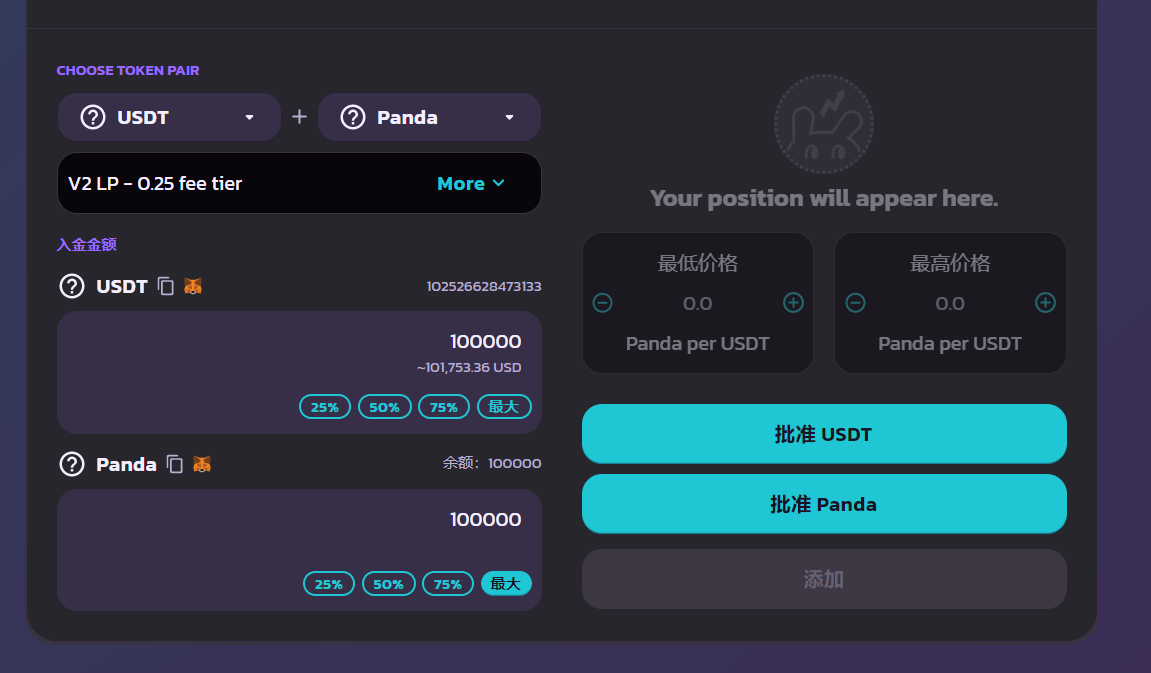 CHOOSE TOKEN PAIR
USDT + Panda
V2 LP - 0.25 fee tier More
入金金额
USDT 102526628473133
100000
~101,753.36 USD
25% 50% 75% 最大
Panda 余额: 100000
100000
25% 50% 75% 最大
Your position will appear here.
最低价格
0.0
Panda per USDT
最高价格
0.0
Panda per USDT
批准 USDT
批准 Panda
添加